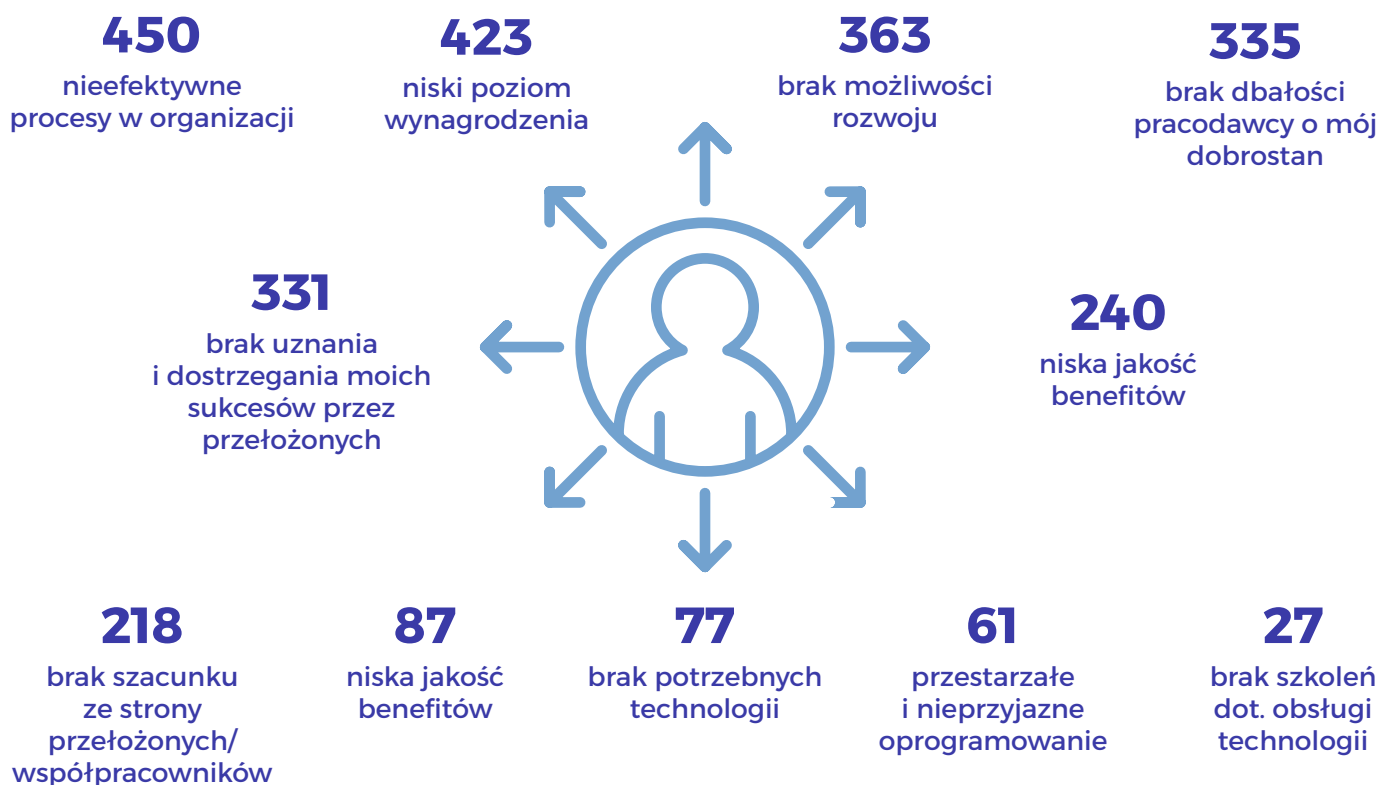 450
nieefektywne
procesy w organizacji
423
niski poziom
wynagrodzenia
363
brak możliwości
rozwoju
335
brak dbałości
pracodawcy o mój
dobrostan
331
brak uznania
i dostrzegania moich
sukcesów przez
przełożonych
240
niska jakość
benefitów
218
brak szacunku
ze strony
przełożonych/
współpracowników
87
niska jakość
benefitów
77
brak potrzebnych
technologii
61
przestarzałe
i nieprzyjazne
oprogramowanie
27
brak szkoleń
dot. obsługi
technologii